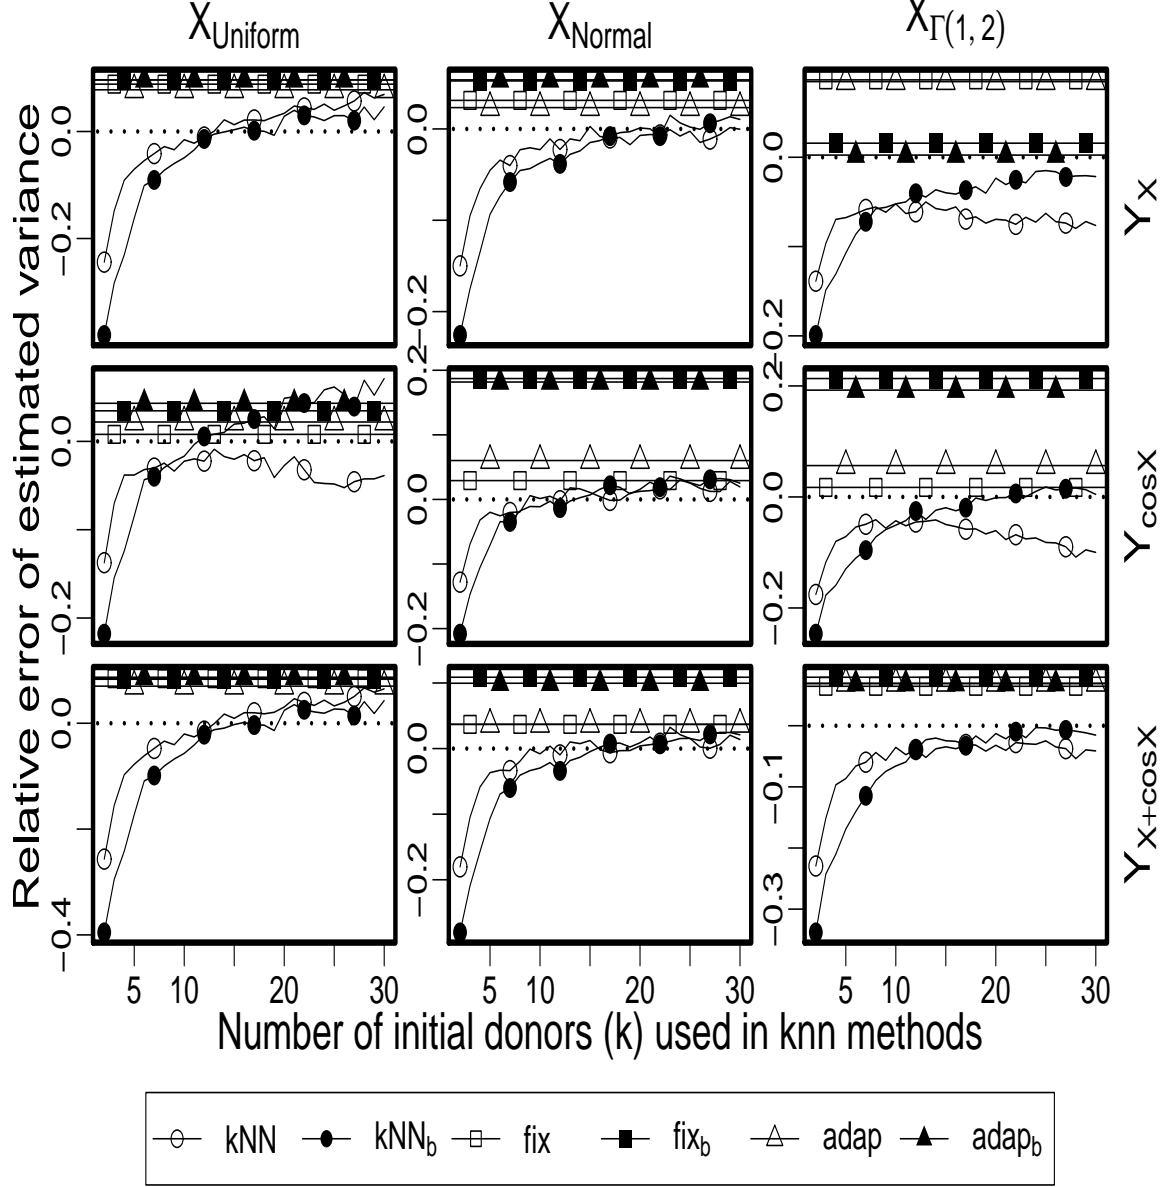 X_Uniform X_Normal X_Γ(1, 2)
Relative error of estimated variance
0.0 −0.2
0.0 −0.2
0.0 −0.2
Y_X
0.0 −0.2
0.2 0.0 −0.2
0.2 0.0 −0.2
Y_cosX
0.0 −0.4
0.0 −0.2
−0.1 −0.3
Y_X+cosX
5 10 20 30 5 10 20 30 5 10 20 30
Number of initial donors (k) used in knn methods
kNN kNN_b fix fix_b adap adap_b